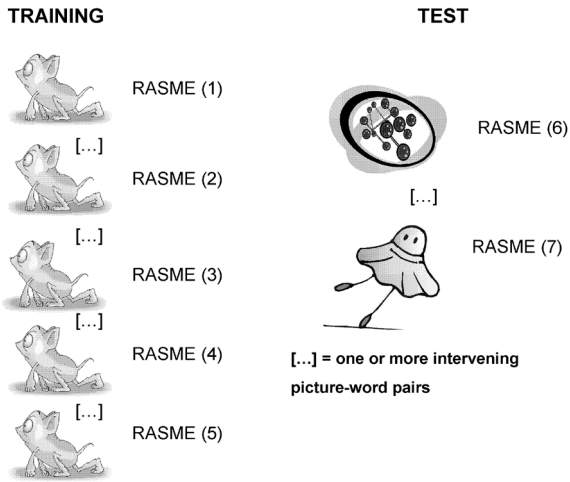 TRAINING
RASME (1)
[...]
RASME (2)
[...]
RASME (3)
[...]
RASME (4)
[...]
RASME (5)
TEST
RASME (6)
[...]
RASME (7)
[...] = one or more intervening
picture-word pairs